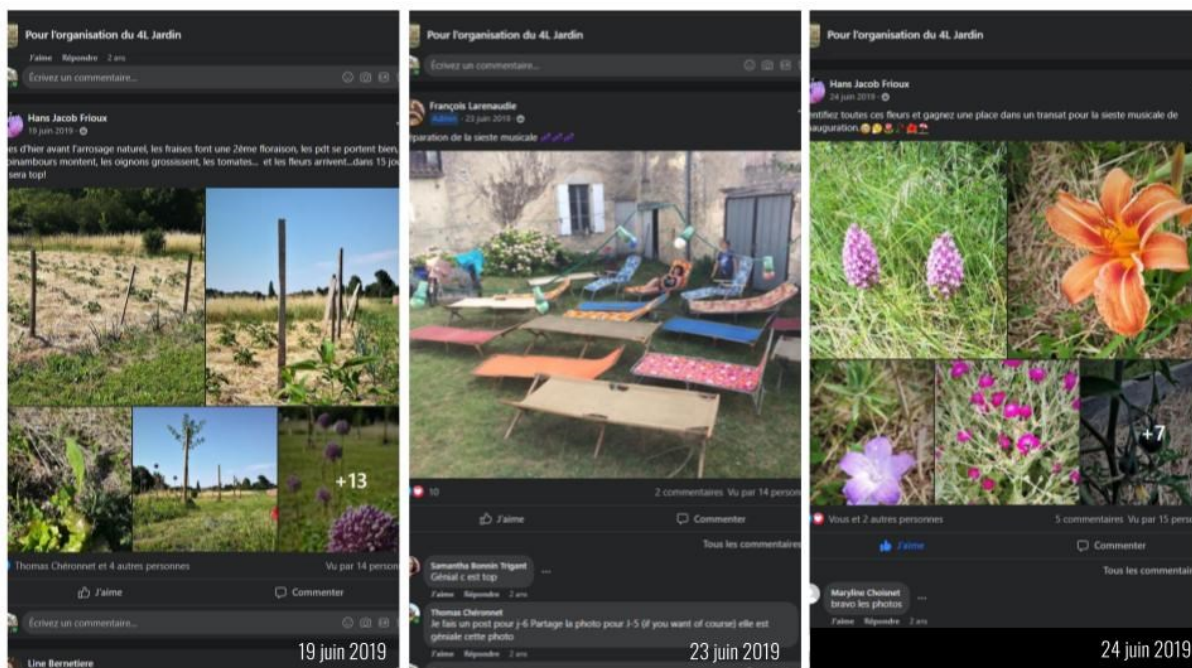 Pour l'organisation du 4L Jardin
J'aime Répondre 2 ans
Écrivez un commentaire...
Hans Jacob Frioux
19 juin 2019
es d'hier avant l'arrosage naturel, les fraises font une 2ème floraison, les pdt se portent bien,
pinambours montent, les oignons grossissent, les tomates... et les fleurs arrivent...dans 15 jo
sera top!
+13
Thomas Chéronnet et 4 autres personnes
Vu par 14 person
J'aime
Commenter
Écrivez un commentaire...
Line Bernetiere
19 juin 2019
Pour l'organisation du 4L Jardin
Écrivez un commentaire...
François Larenaudie
Admin · 23 juin 2019
éparation de la sieste musicale
10
2 commentaires Vu par 14 person
J'aime
Commenter
Tous les commentaires
Samantha Bonnin Trigant
Génial c est top
J'aime Répondre 2 ans
Thomas Chéronnet
Je fais un post pour j-6 Partage la photo pour J-5 (if you want of course) elle est
géniale cette photo
J'aime Répondre 2 ans
23 juin 2019
Pour l'organisation du 4L Jardin
Hans Jacob Frioux
24 juin 2019
entifiez toutes ces fleurs et gagnez une place dans un transat pour la sieste musicale de
auguration.
+7
Vous et 2 autres personnes
5 commentaires Vu par 15 perso
J'aime
Commenter
Tous les commentai
Maryline Choisnet
bravo les photos
J'aime Répondre 2 ans
24 juin 2019